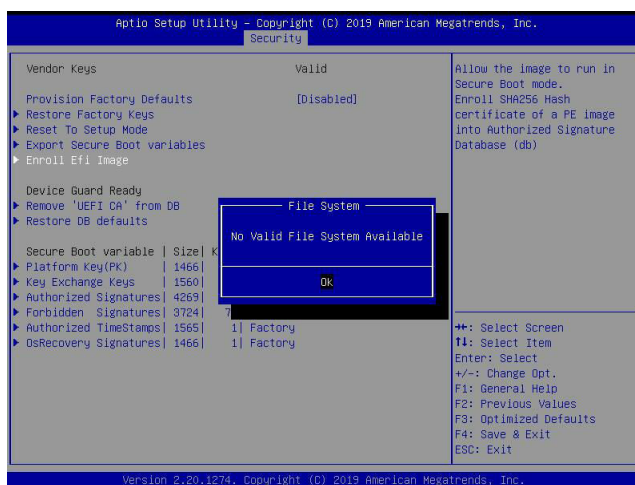 Aptio Setup Utility – Copyright (C) 2019 American Megatrends, Inc.
Security
Vendor Keys Valid
Provision Factory Defaults [Disabled]
Restore Factory Keys
Reset To Setup Mode
Export Secure Boot variables
Enroll Efi Image
Device Guard Ready
Remove 'UEFI CA' from DB
Restore DB defaults
Secure Boot variable | Size| K
Platform Key(PK) | 1466|
Key Exchange Keys | 1560|
Authorized Signatures| 4269|
Forbidden Signatures| 3724| 7
Authorized TimeStamps| 1565| 1| Factory
OsRecovery Signatures| 1466| 1| Factory
File System
No Valid File System Available
Ok
Allow the image to run in
Secure Boot mode.
Enroll SHA256 Hash
certificate of a PE image
into Authorized Signature
Database (db)
→←: Select Screen
↑↓: Select Item
Enter: Select
+/-: Change Opt.
F1: General Help
F2: Previous Values
F3: Optimized Defaults
F4: Save & Exit
ESC: Exit
Version 2.20.1274. Copyright (C) 2019 American Megatrends, Inc.